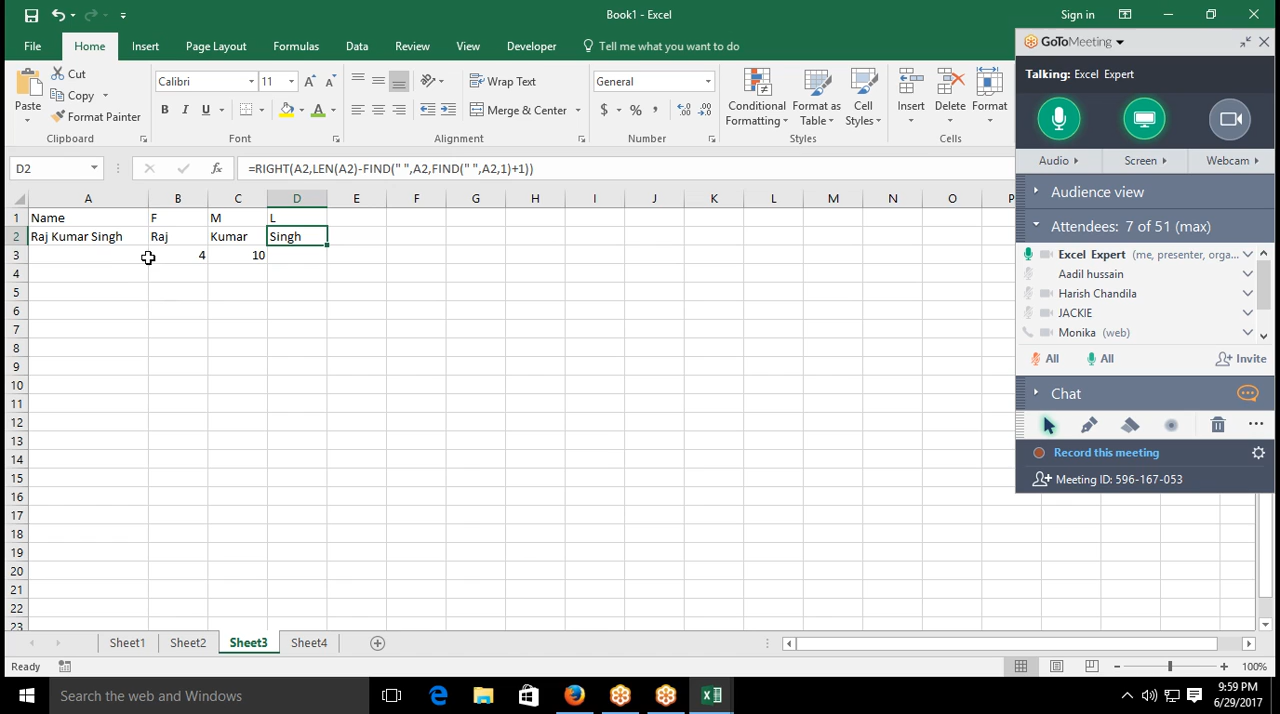 Book1 - Excel
Sign in
File Home Insert Page Layout Formulas Data Review View Developer Tell me what you want to do
Cut
Copy
Format Painter
Paste
Clipboard
Calibri 11
B I U
Font
Wrap Text
Merge & Center
Alignment
General
$ % ,
Number
Conditional Formatting
Format as Table
Cell Styles
Styles
Insert Delete Format
Cells
D2
fx
=RIGHT(A2,LEN(A2)-FIND(" ",A2,FIND(" ",A2,1)+1))
A B C D E F G H I J K L M N O P
1 Name F M L
2 Raj Kumar Singh Raj Kumar Singh
3 4 10
4
5
6
7
8
9
10
11
12
13
14
15
16
17
18
19
20
21
22
23
Sheet1 Sheet2 Sheet3 Sheet4
Ready
100%
GoToMeeting
Talking: Excel Expert
Audio Screen Webcam
Audience view
Attendees: 7 of 51 (max)
Excel Expert (me, presenter, orga...
Aadil hussain
Harish Chandila
JACKIE
Monika (web)
All All Invite
Chat
Record this meeting
Meeting ID: 596-167-053
Search the web and Windows
9:59 PM
6/29/2017